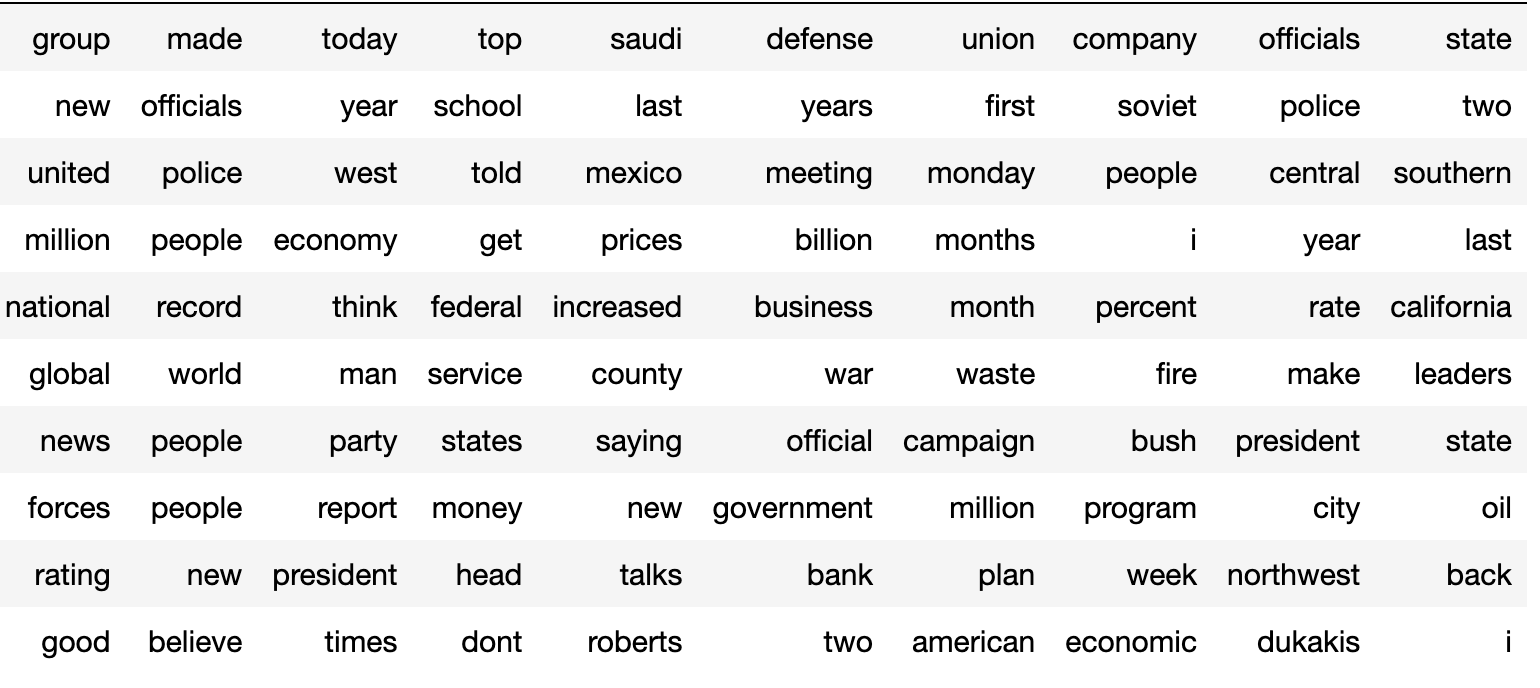 group made today top saudi defense union company officials state
new officials year school last years first soviet police two
united police west told mexico meeting monday people central southern
million people economy get prices billion months i year last
national record think federal increased business month percent rate california
global world man service county war waste fire make leaders
news people party states saying official campaign bush president state
forces people report money new government million program city oil
rating new president head talks bank plan week northwest back
good believe times dont roberts two american economic dukakis i